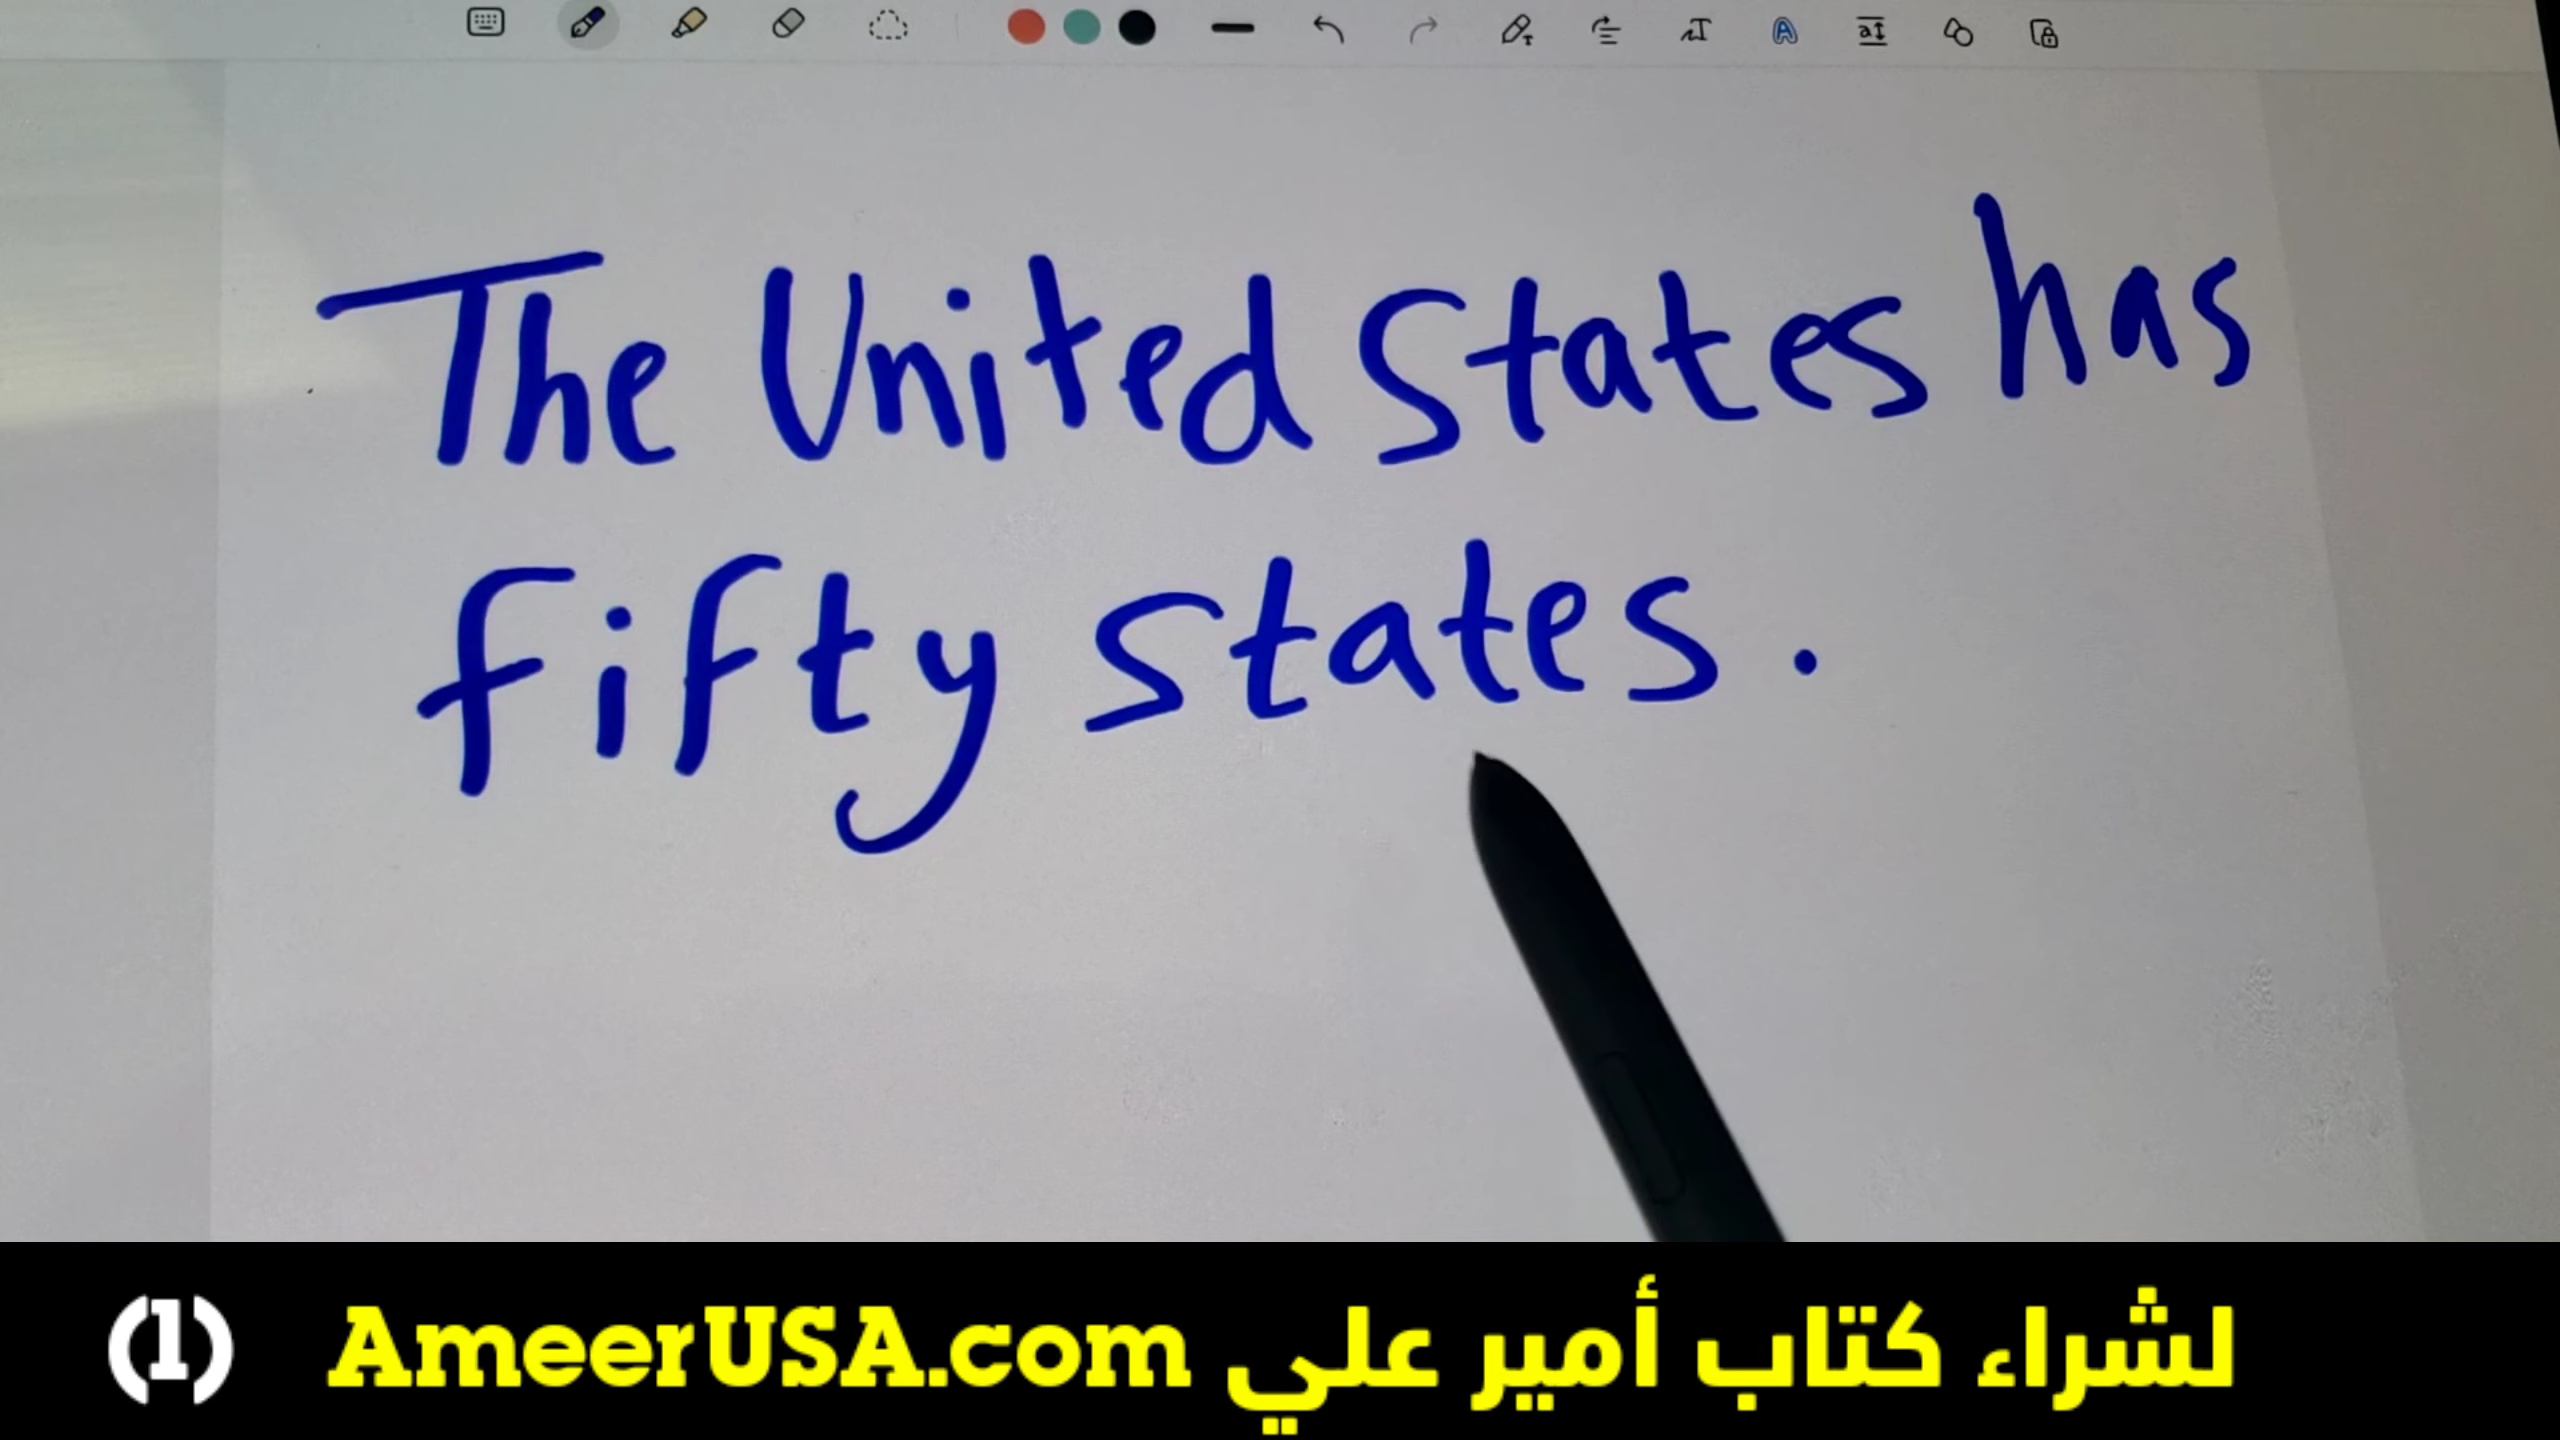 The United States has
fifty states.
(1) AmeerUSA.com لشراء كتاب أمير علي